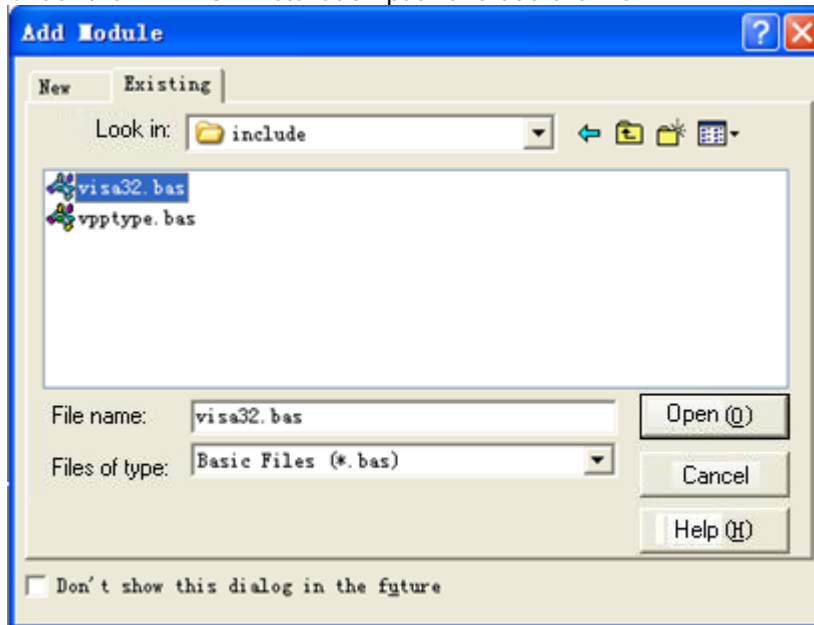 Add Module
New Existing
Look in: include
visa32.bas
vpptype.bas
File name: visa32.bas Open (O)
Files of type: Basic Files (*.bas)
Cancel
Help (H)
Don't show this dialog in the future